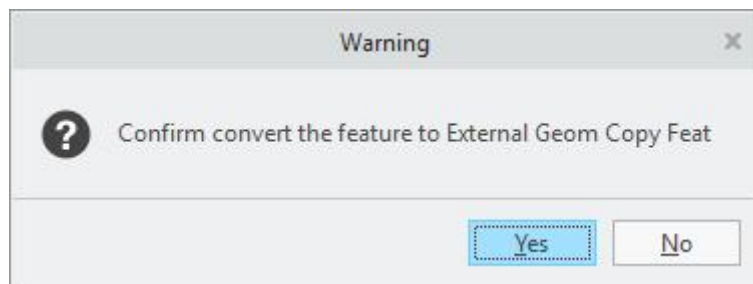 Warning
Confirm convert the feature to External Geom Copy Feat
Yes No